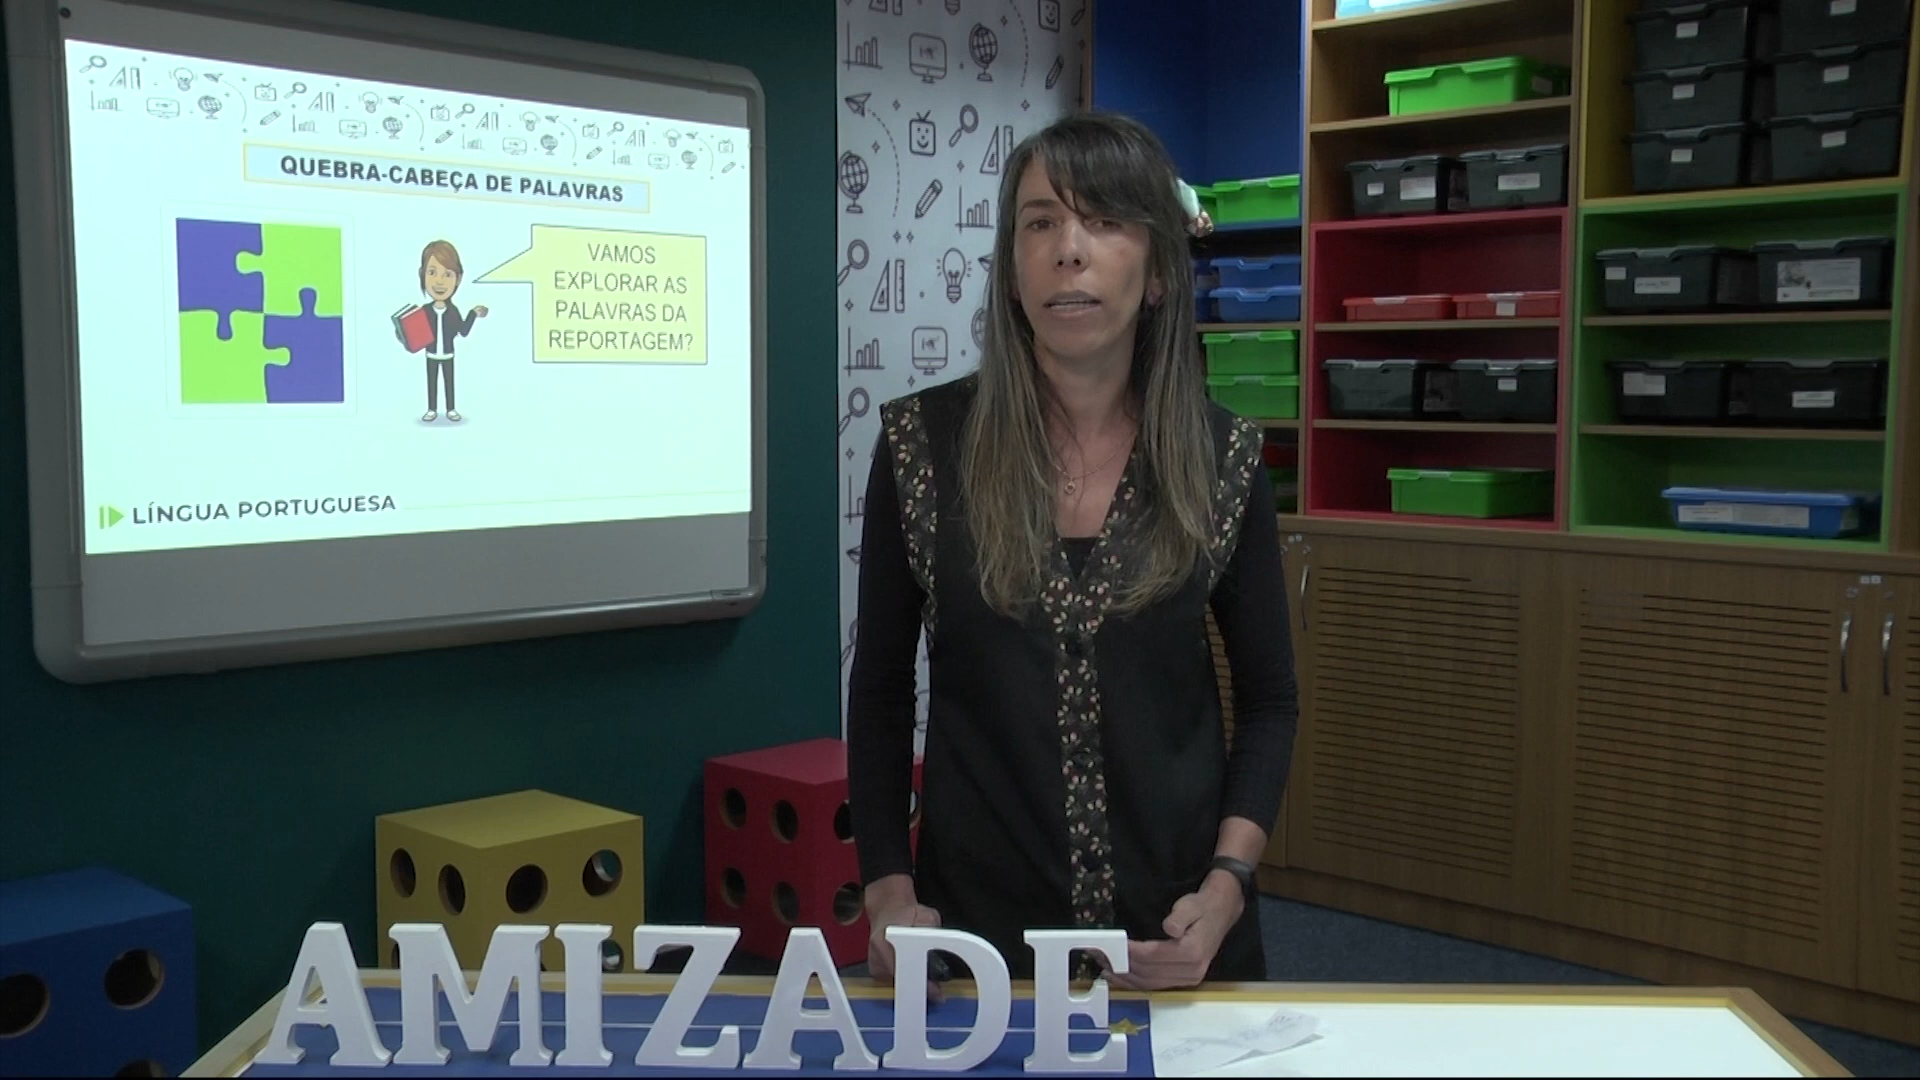 QUEBRA-CABEÇA DE PALAVRAS
VAMOS
EXPLORAR AS
PALAVRAS DA
REPORTAGEM?
LÍNGUA PORTUGUESA
AMIZADE